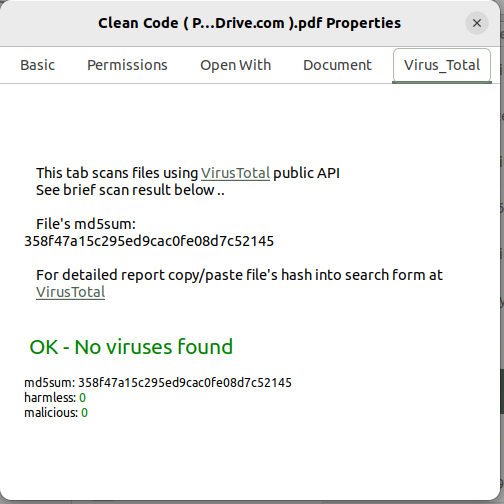 Clean Code ( P...Drive.com ).pdf Properties
Basic Permissions Open With Document Virus_Total
This tab scans files using VirusTotal public API
See brief scan result below ..
File's md5sum:
358f47a15c295ed9cac0fe08d7c52145
For detailed report copy/paste file's hash into search form at
VirusTotal
OK - No viruses found
md5sum: 358f47a15c295ed9cac0fe08d7c52145
harmless: 0
malicious: 0